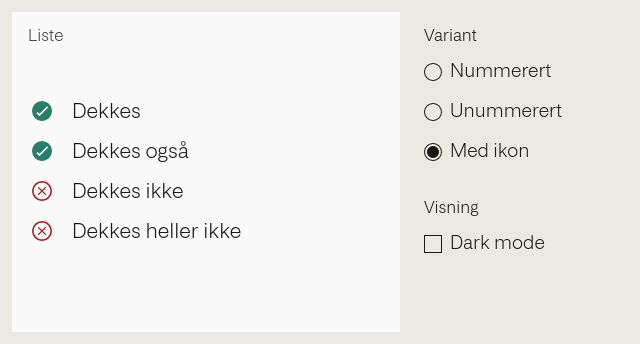 Liste
Dekkes
Dekkes også
Dekkes ikke
Dekkes heller ikke
Variant
Nummerert
Unummerert
Med ikon
Visning
Dark mode